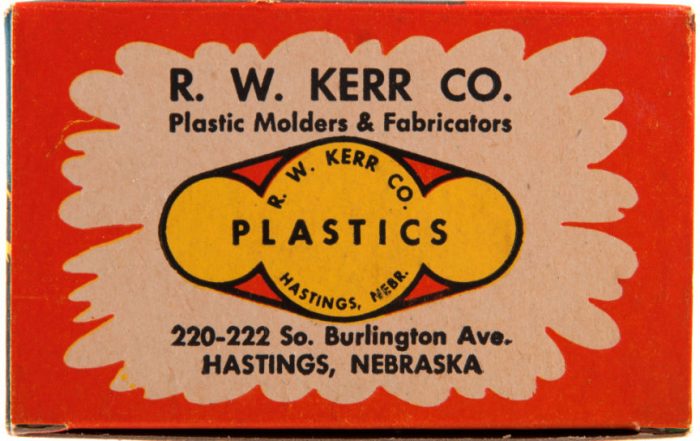 R. W. KERR CO.
Plastic Molders & Fabricators
R. W. KERR CO.
PLASTICS
HASTINGS, NEBR.
220-222 So. Burlington Ave.
HASTINGS, NEBRASKA